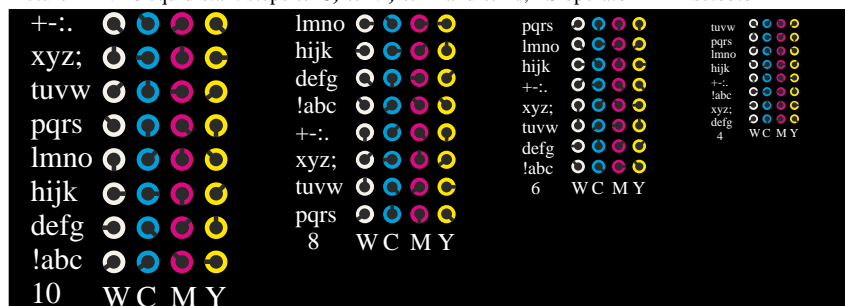 +-:.
xyz;
tuvw
pqrs
lmno
hijk
defg
!abc
10 W C M Y
lmno
hijk
defg
!abc
+-:.
xyz;
tuvw
pqrs
8 W C M Y
pqrs
lmno
hijk
+-:.
xyz;
tuvw
defg
!abc
6 W C M Y
tuvw
pqrs
lmno
hijk
+-:.
!abc
xyz;
defg
4 W C M Y